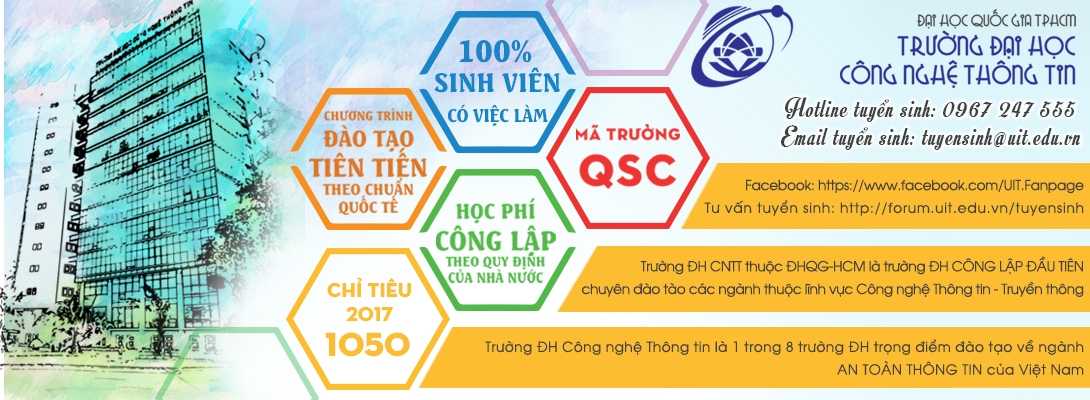 100%
SINH VIÊN
CÓ VIỆC LÀM
CHƯƠNG TRÌNH
ĐÀO TẠO
TIÊN TIẾN
THEO CHUẨN
QUỐC TẾ
MÃ TRƯỜNG
QSC
HỌC PHÍ
CÔNG LẬP
THEO QUY ĐỊNH
CỦA NHÀ NƯỚC
CHỈ TIÊU
2017
1050
ĐẠI HỌC QUỐC GIA TPHCM
TRƯỜNG ĐẠI HỌC
CÔNG NGHỆ THÔNG TIN
Hotline tuyển sinh: 0967 247 555
Email tuyển sinh: tuyensinh@uit.edu.vn
Facebook: https://www.facebook.com/UIT.Fanpage
Tư vấn tuyển sinh: http://forum.uit.edu.vn/tuyensinh
Trường ĐH CNTT thuộc ĐHQG-HCM là trường ĐH CÔNG LẬP ĐẦU TIÊN
chuyên đào tào các ngành thuộc lĩnh vực Công nghệ Thông tin - Truyền thông
Trường ĐH Công nghệ Thông tin là 1 trong 8 trường ĐH trọng điểm đào tạo về ngành
AN TOÀN THÔNG TIN của Việt Nam